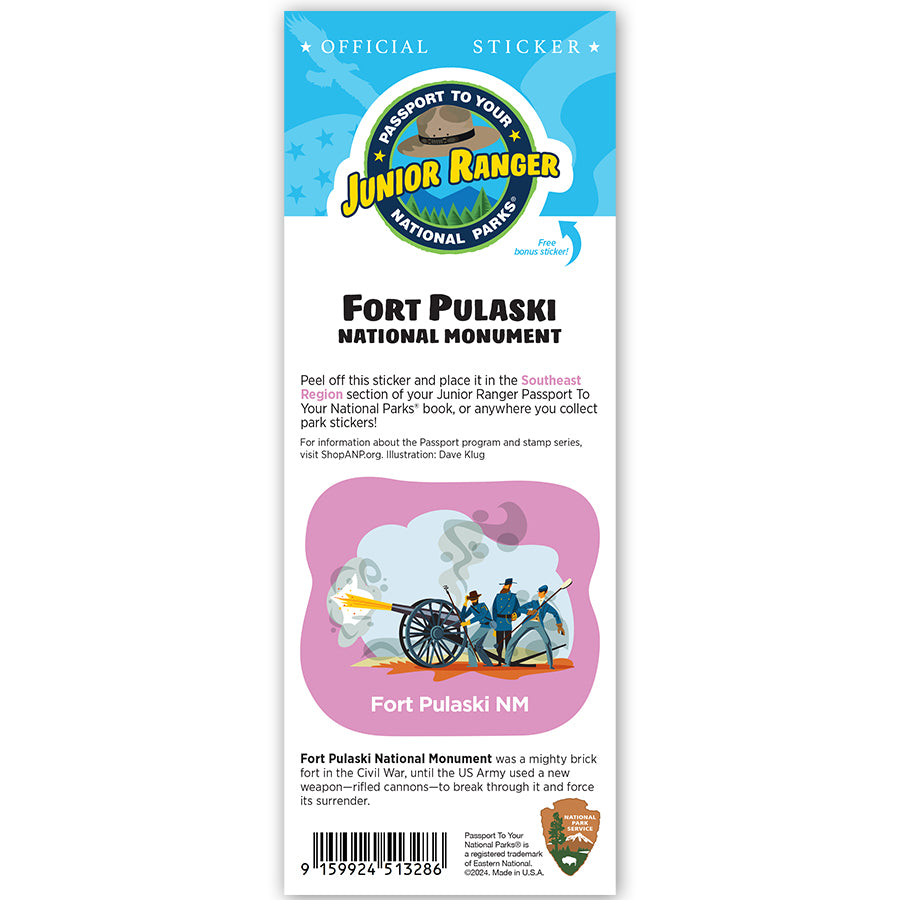 ★ OFFICIAL STICKER ★
PASSPORT TO YOUR
JUNIOR RANGER
NATIONAL PARKS®
Free
bonus sticker!
FORT PULASKI
NATIONAL MONUMENT
Peel off this sticker and place it in the Southeast
Region section of your Junior Ranger Passport To
Your National Parks® book, or anywhere you collect
park stickers!
For information about the Passport program and stamp series,
visit ShopANP.org. Illustration: Dave Klug
Fort Pulaski NM
Fort Pulaski National Monument was a mighty brick
fort in the Civil War, until the US Army used a new
weapon—rifled cannons—to break through it and force
its surrender.
NATIONAL
PARK
SERVICE
Passport To Your
National Parks® is
a registered trademark
of Eastern National.
©2024. Made in U.S.A.
9 159924 513286